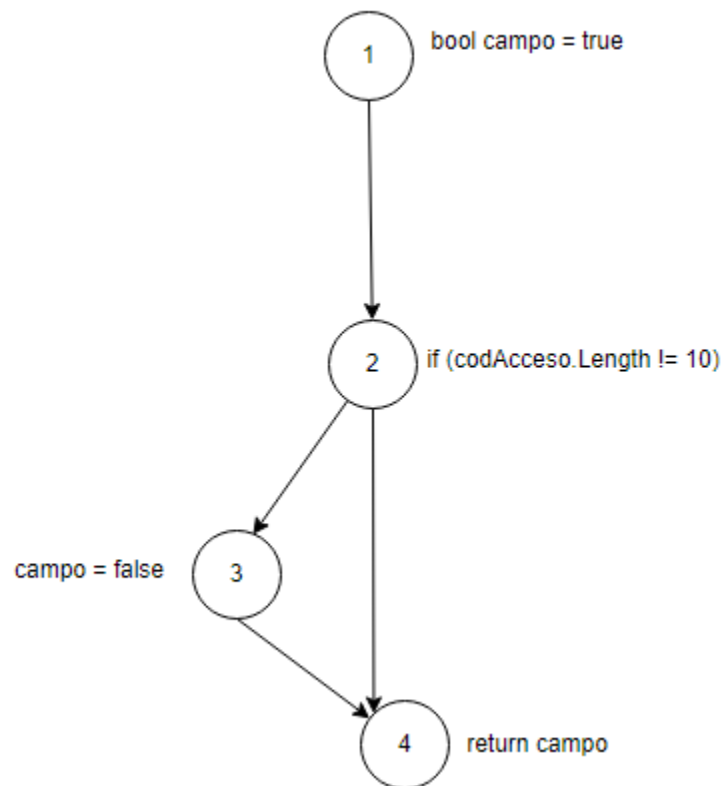 1
bool campo = true
2
if (codAcceso.Length != 10)
campo = false
3
4
return campo